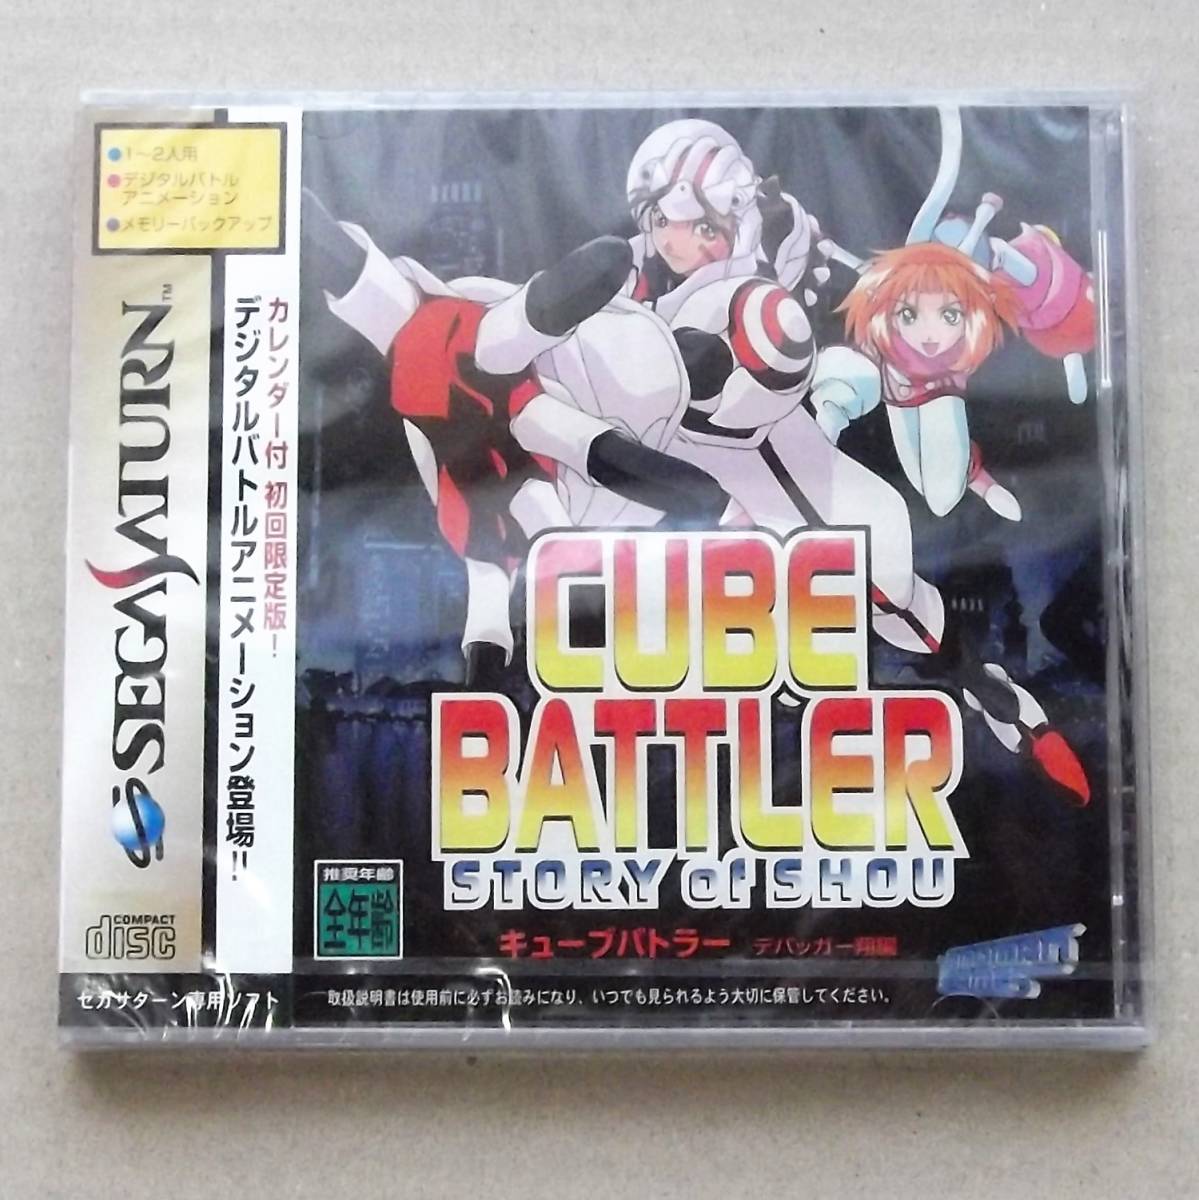 1～2人用
デジタルバトル
アニメーション
メモリーバックアップ
SEGA SATURN™
カレンダー付 初回限定版！
デジタルバトルアニメーション登場!!
COMPACT
disc
セガサターン専用ソフト
CUBE
BATTLER
STORY of SHOU
推奨年齢
全年齢
キューブバトラー デバッガー翔編
取扱説明書は使用前に必ずお読みになり、いつでも見られるよう大切に保管してください。